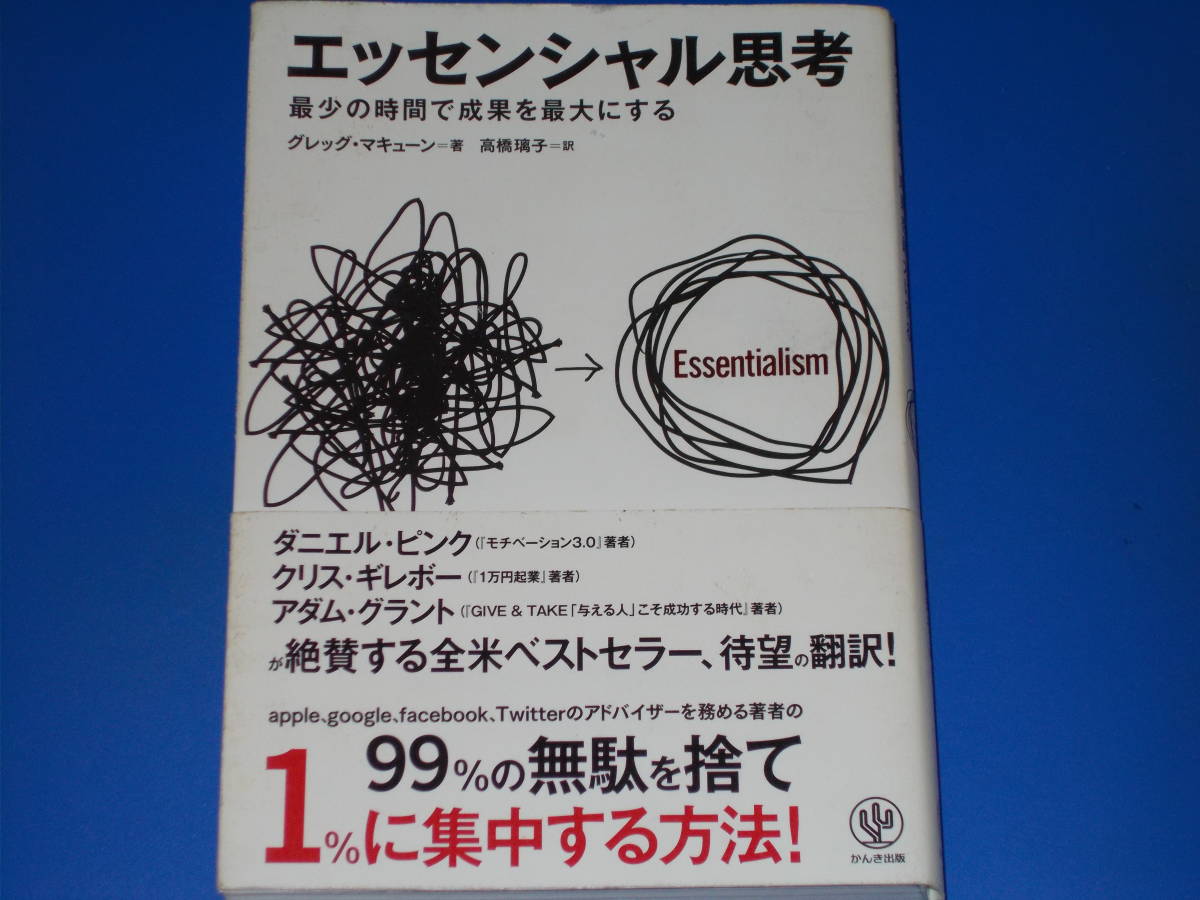 エッセンシャル思考
最少の時間で成果を最大にする
グレッグ・マキューン＝著 高橋璃子＝訳
Essentialism
ダニエル・ピンク(『モチベーション3.0』著者)
クリス・ギレボー(『1万円起業』著者)
アダム・グラント(『GIVE & TAKE「与える人」こそ成功する時代』著者)
が絶賛する全米ベストセラー、待望の翻訳!
apple、google、facebook、Twitterのアドバイザーを務める著者の
99%の無駄を捨て
1%に集中する方法!
かんき出版